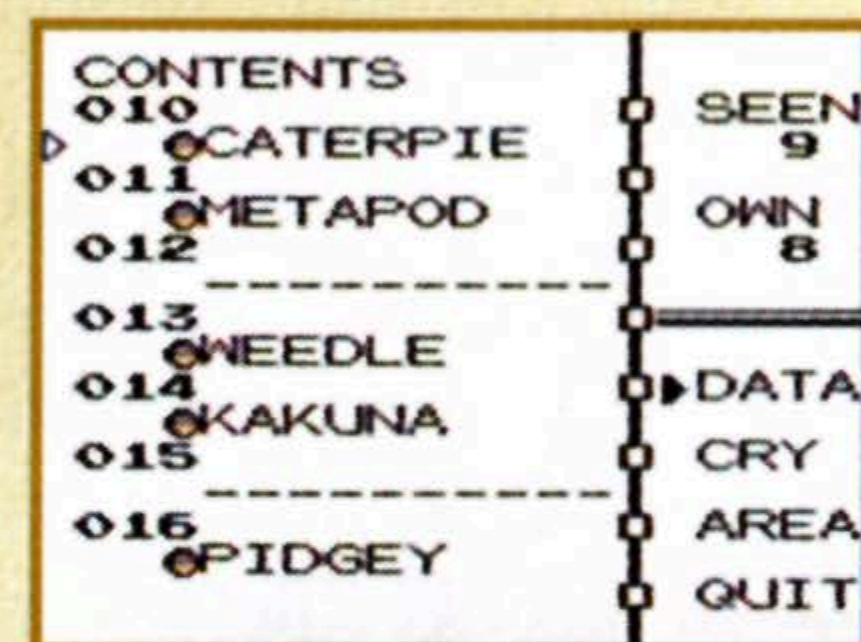 CONTENTS
010
CATERPIE
011
METAPOD
012
----------
013
WEEDLE
014
KAKUNA
015
----------
016
PIDGEY
SEEN
9
OWN
8
DATA
CRY
AREA
QUIT